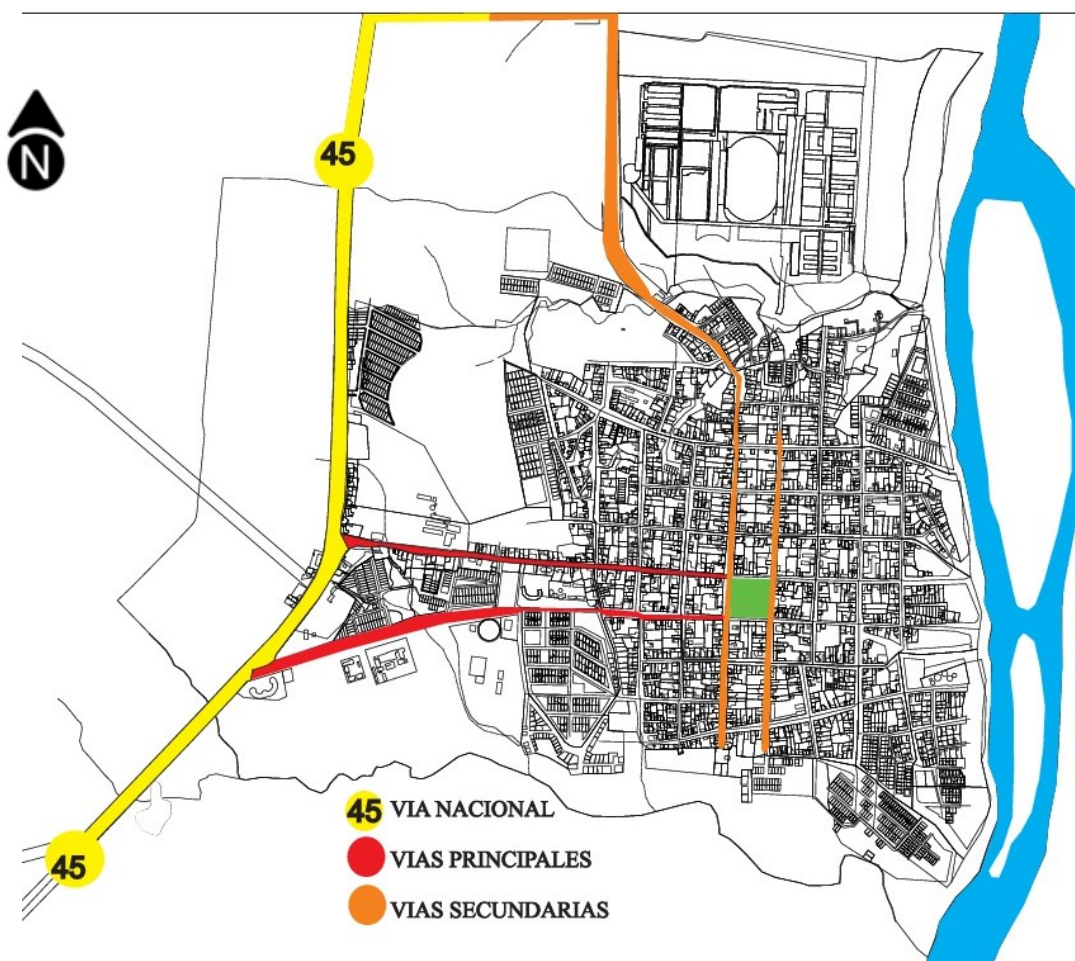 N
45
45
45 VIA NACIONAL
VIAS PRINCIPALES
VIAS SECUNDARIAS